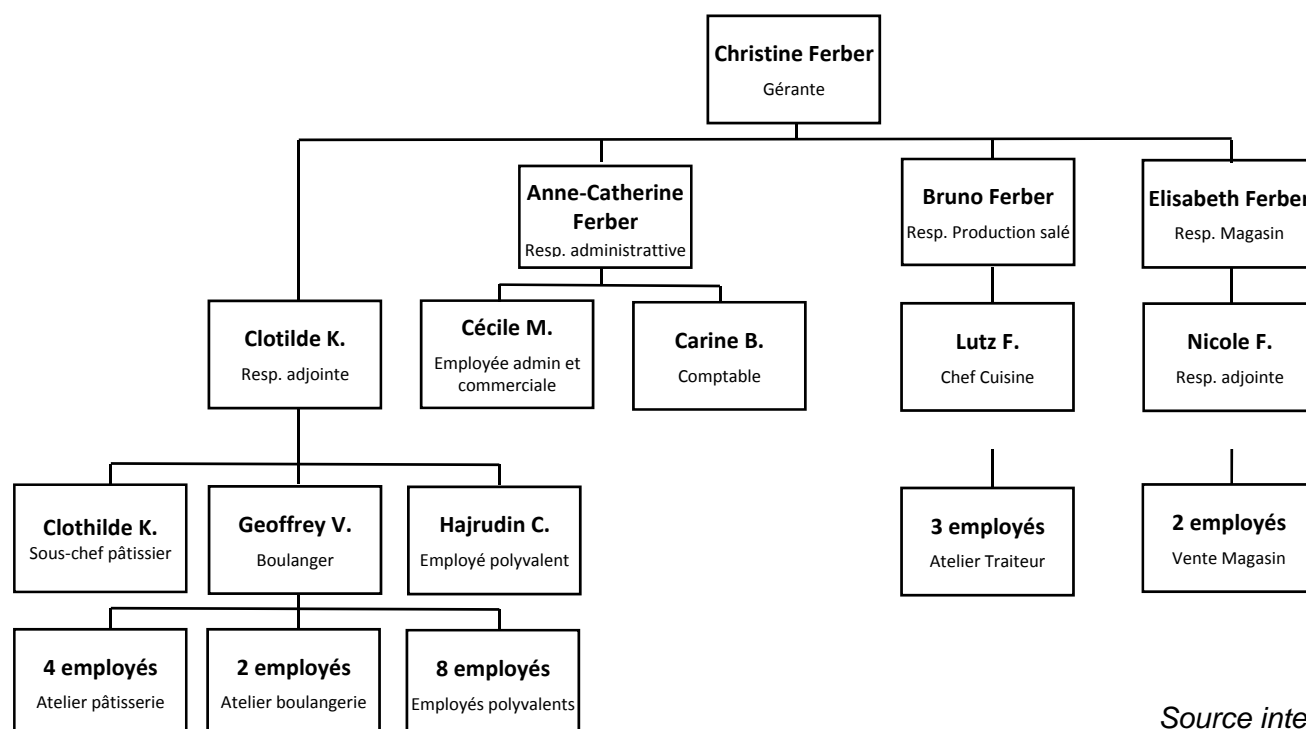 Christine Ferber
Gérante
Anne-Catherine
Ferber
Resp. administrattive
Bruno Ferber
Resp. Production salé
Elisabeth Ferber
Resp. Magasin
Clotilde K.
Resp. adjointe
Cécile M.
Employée admin et
commerciale
Carine B.
Comptable
Lutz F.
Chef Cuisine
Nicole F.
Resp. adjointe
Clothilde K.
Sous-chef pâtissier
Geoffrey V.
Boulanger
Hajrudin C.
Employé polyvalent
3 employés
Atelier Traiteur
2 employés
Vente Magasin
4 employés
Atelier pâtisserie
2 employés
Atelier boulangerie
8 employés
Employés polyvalents
Source inte